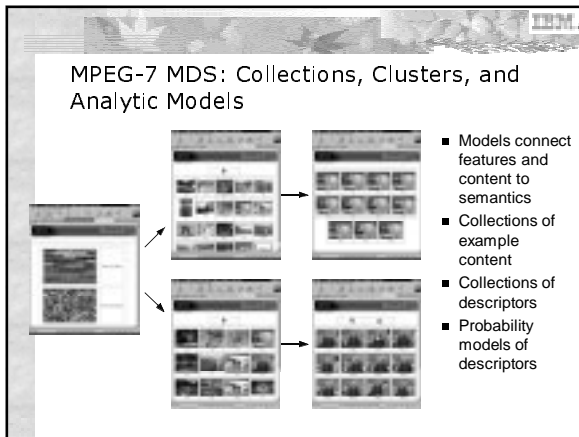 IBM
MPEG-7 MDS: Collections, Clusters, and
Analytic Models
■ Models connect
features and
content to
semantics
■ Collections of
example
content
■ Collections of
descriptors
■ Probability
models of
descriptors